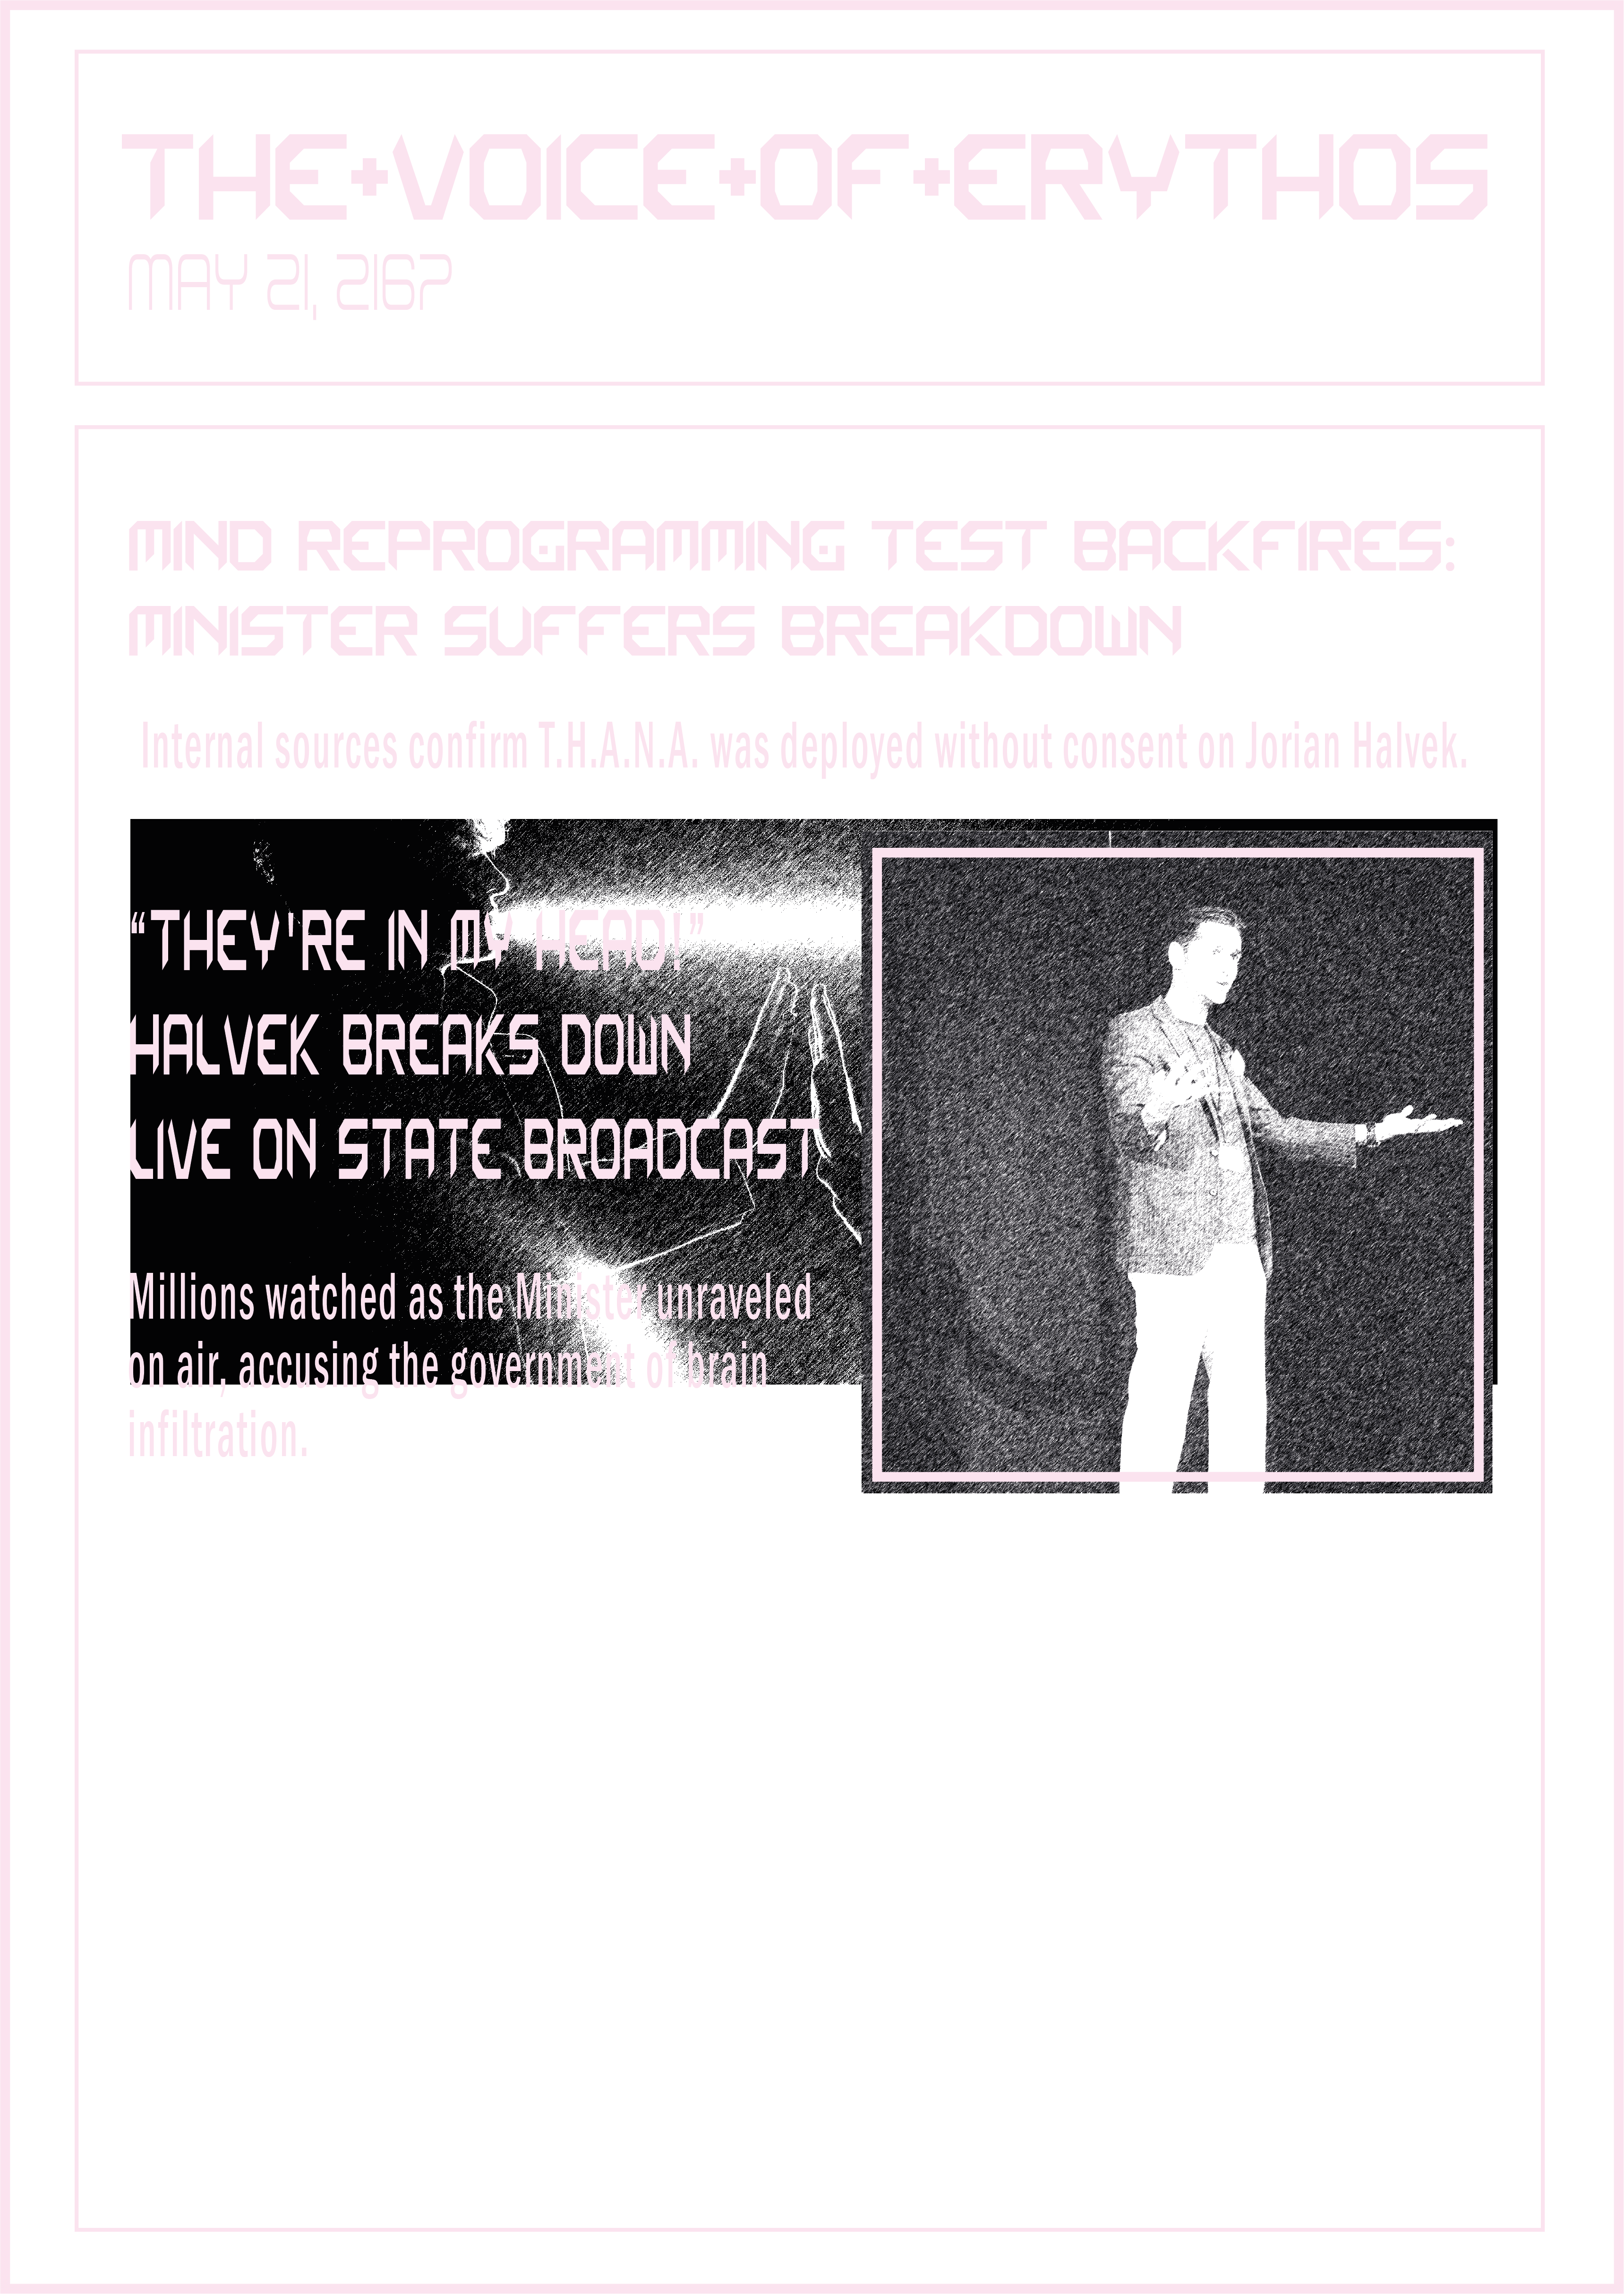 THE+VOICE+OF+ERYTHOS
MAY 21, 2167
MIND REPROGRAMMING TEST BACKFIRES:
MINISTER SUFFERS BREAKDOWN
Internal sources confirm T.H.A.N.A. was deployed without consent on Jorian Halvek.
“THEY'RE IN MY HEAD!”
HALVEK BREAKS DOWN
LIVE ON STATE BROADCAST
Millions watched as the Minister unraveled
on air, accusing the government of brain
infiltration.